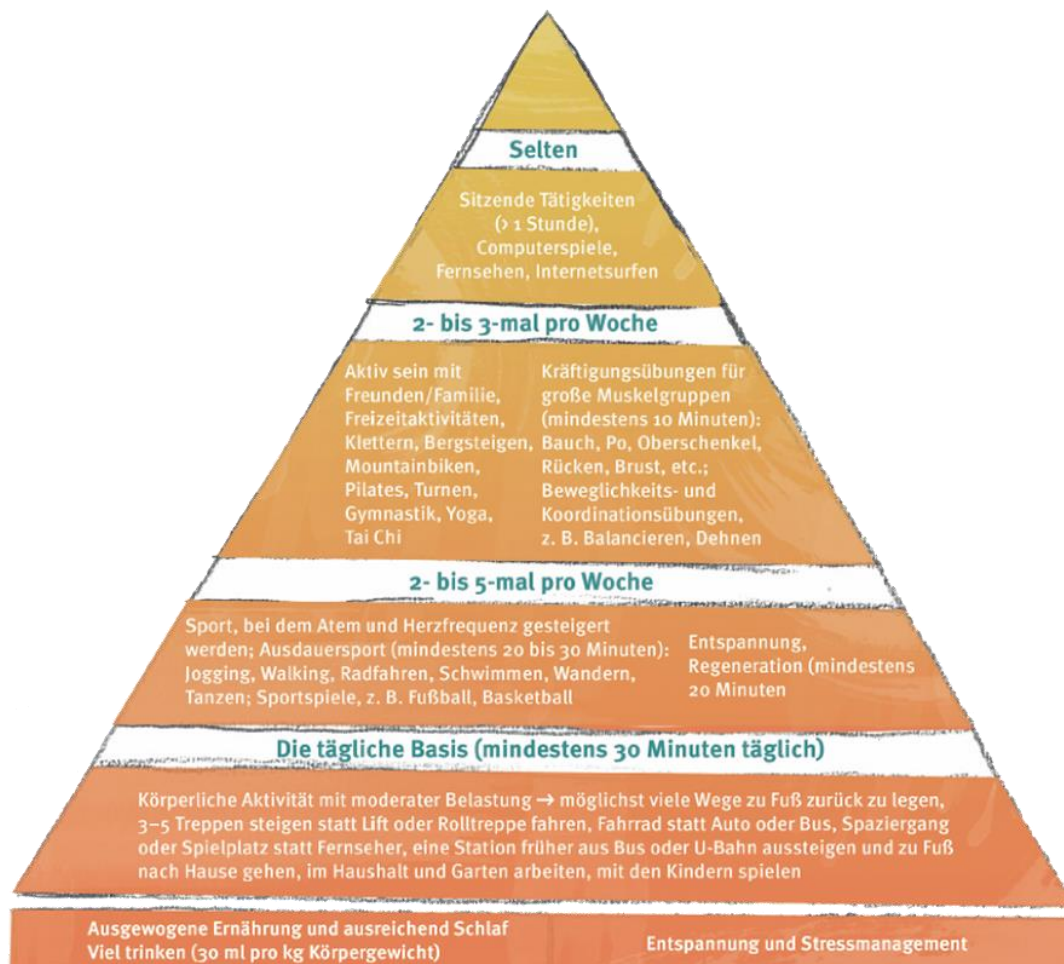 Selten
Sitzende Tätigkeiten
(> 1 Stunde),
Computerspiele,
Fernsehen, Internetsurfen
2- bis 3-mal pro Woche
Aktiv sein mit
Freunden/Familie,
Freizeitaktivitäten,
Klettern, Bergsteigen,
Mountainbiken,
Pilates, Turnen,
Gymnastik, Yoga,
Tai Chi
Kräftigungsübungen für
große Muskelgruppen
(mindestens 10 Minuten):
Bauch, Po, Oberschenkel,
Rücken, Brust, etc.;
Beweglichkeits- und
Koordinationsübungen,
z. B. Balancieren, Dehnen
2- bis 5-mal pro Woche
Sport, bei dem Atem und Herzfrequenz gesteigert
werden; Ausdauersport (mindestens 20 bis 30 Minuten):
Jogging, Walking, Radfahren, Schwimmen, Wandern,
Tanzen; Sportspiele, z. B. Fußball, Basketball
Entspannung,
Regeneration (mindestens
20 Minuten
Die tägliche Basis (mindestens 30 Minuten täglich)
Körperliche Aktivität mit moderater Belastung → möglichst viele Wege zu Fuß zurück zu legen,
3–5 Treppen steigen statt Lift oder Rolltreppe fahren, Fahrrad statt Auto oder Bus, Spaziergang
oder Spielplatz statt Fernseher, eine Station früher aus Bus oder U-Bahn aussteigen und zu Fuß
nach Hause gehen, im Haushalt und Garten arbeiten, mit den Kindern spielen
Ausgewogene Ernährung und ausreichend Schlaf
Viel trinken (30 ml pro kg Körpergewicht)
Entspannung und Stressmanagement